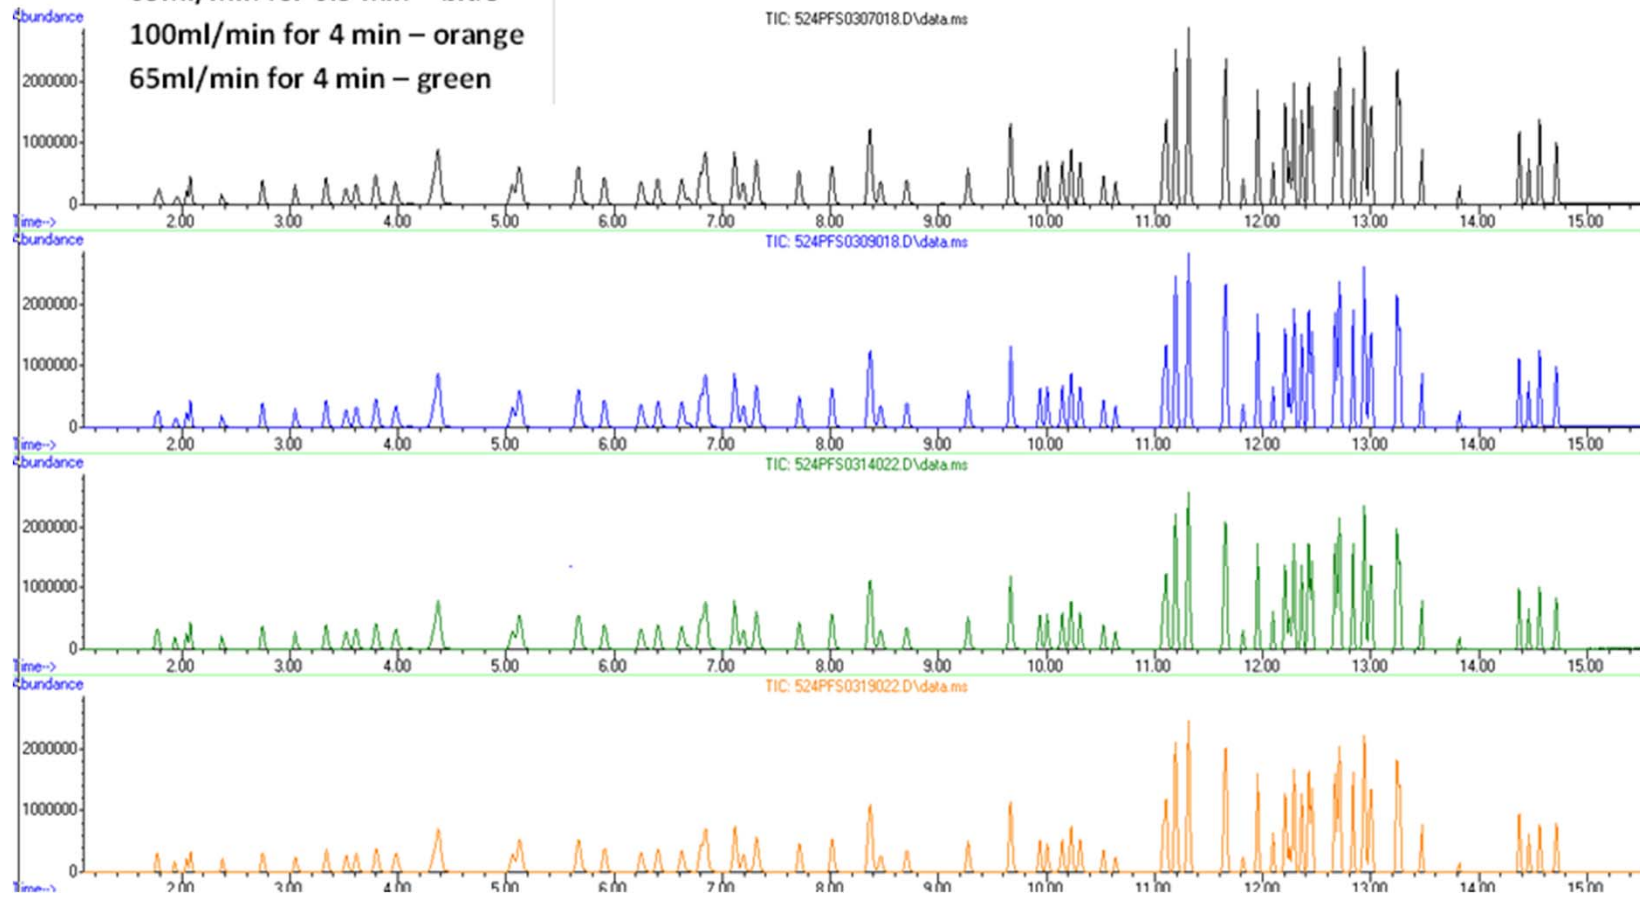 100ml/min for 4 min – orange
65ml/min for 4 min – green
Abundance
TIC: 524PFS0307018.D\data.ms
2000000
1000000
0
2.00 3.00 4.00 5.00 6.00 7.00 8.00 9.00 10.00 11.00 12.00 13.00 14.00 15.00
Time-->
Abundance
TIC: 524PFS0309018.D\data.ms
2000000
1000000
0
2.00 3.00 4.00 5.00 6.00 7.00 8.00 9.00 10.00 11.00 12.00 13.00 14.00 15.00
Time-->
Abundance
TIC: 524PFS0314022.D\data.ms
2000000
1000000
0
2.00 3.00 4.00 5.00 6.00 7.00 8.00 9.00 10.00 11.00 12.00 13.00 14.00 15.00
Time-->
Abundance
TIC: 524PFS0319022.D\data.ms
2000000
1000000
0
2.00 3.00 4.00 5.00 6.00 7.00 8.00 9.00 10.00 11.00 12.00 13.00 14.00 15.00
Time-->